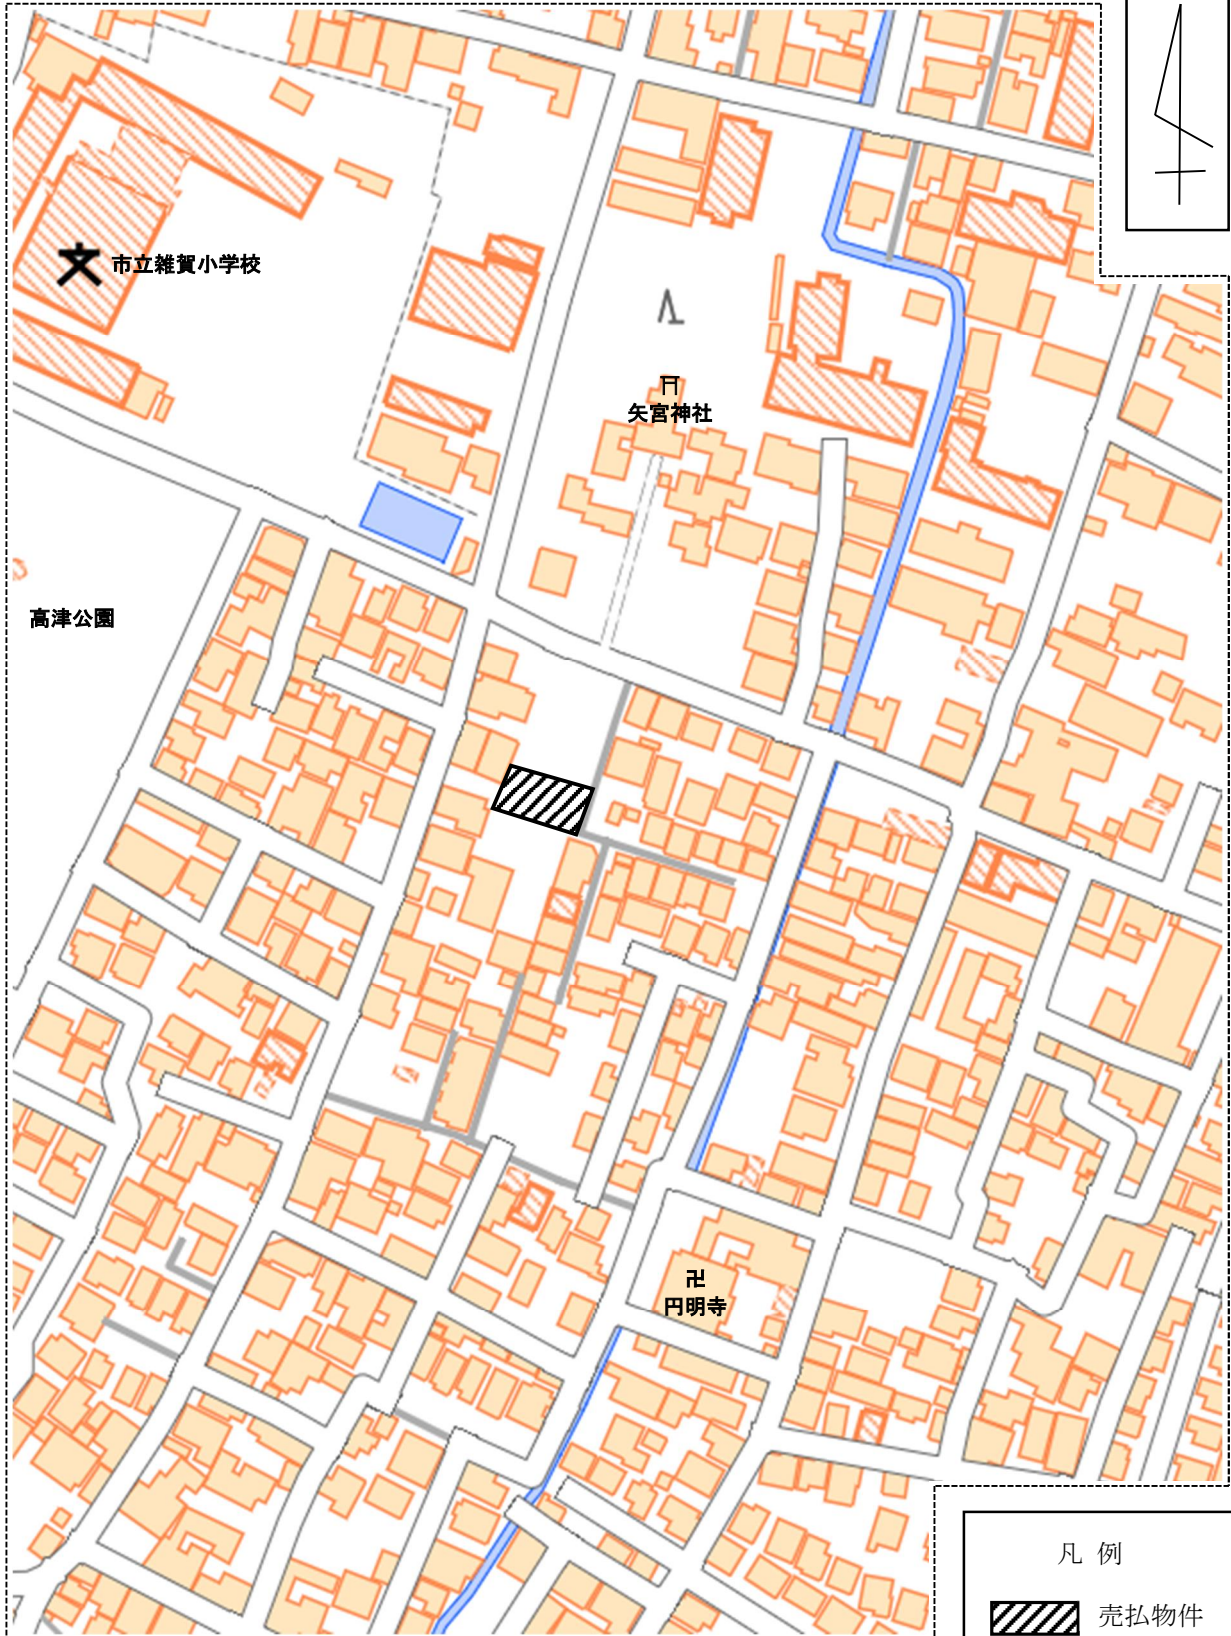 市立雑賀小学校
矢宮神社
高津公園
卍
円明寺
凡 例
売払物件